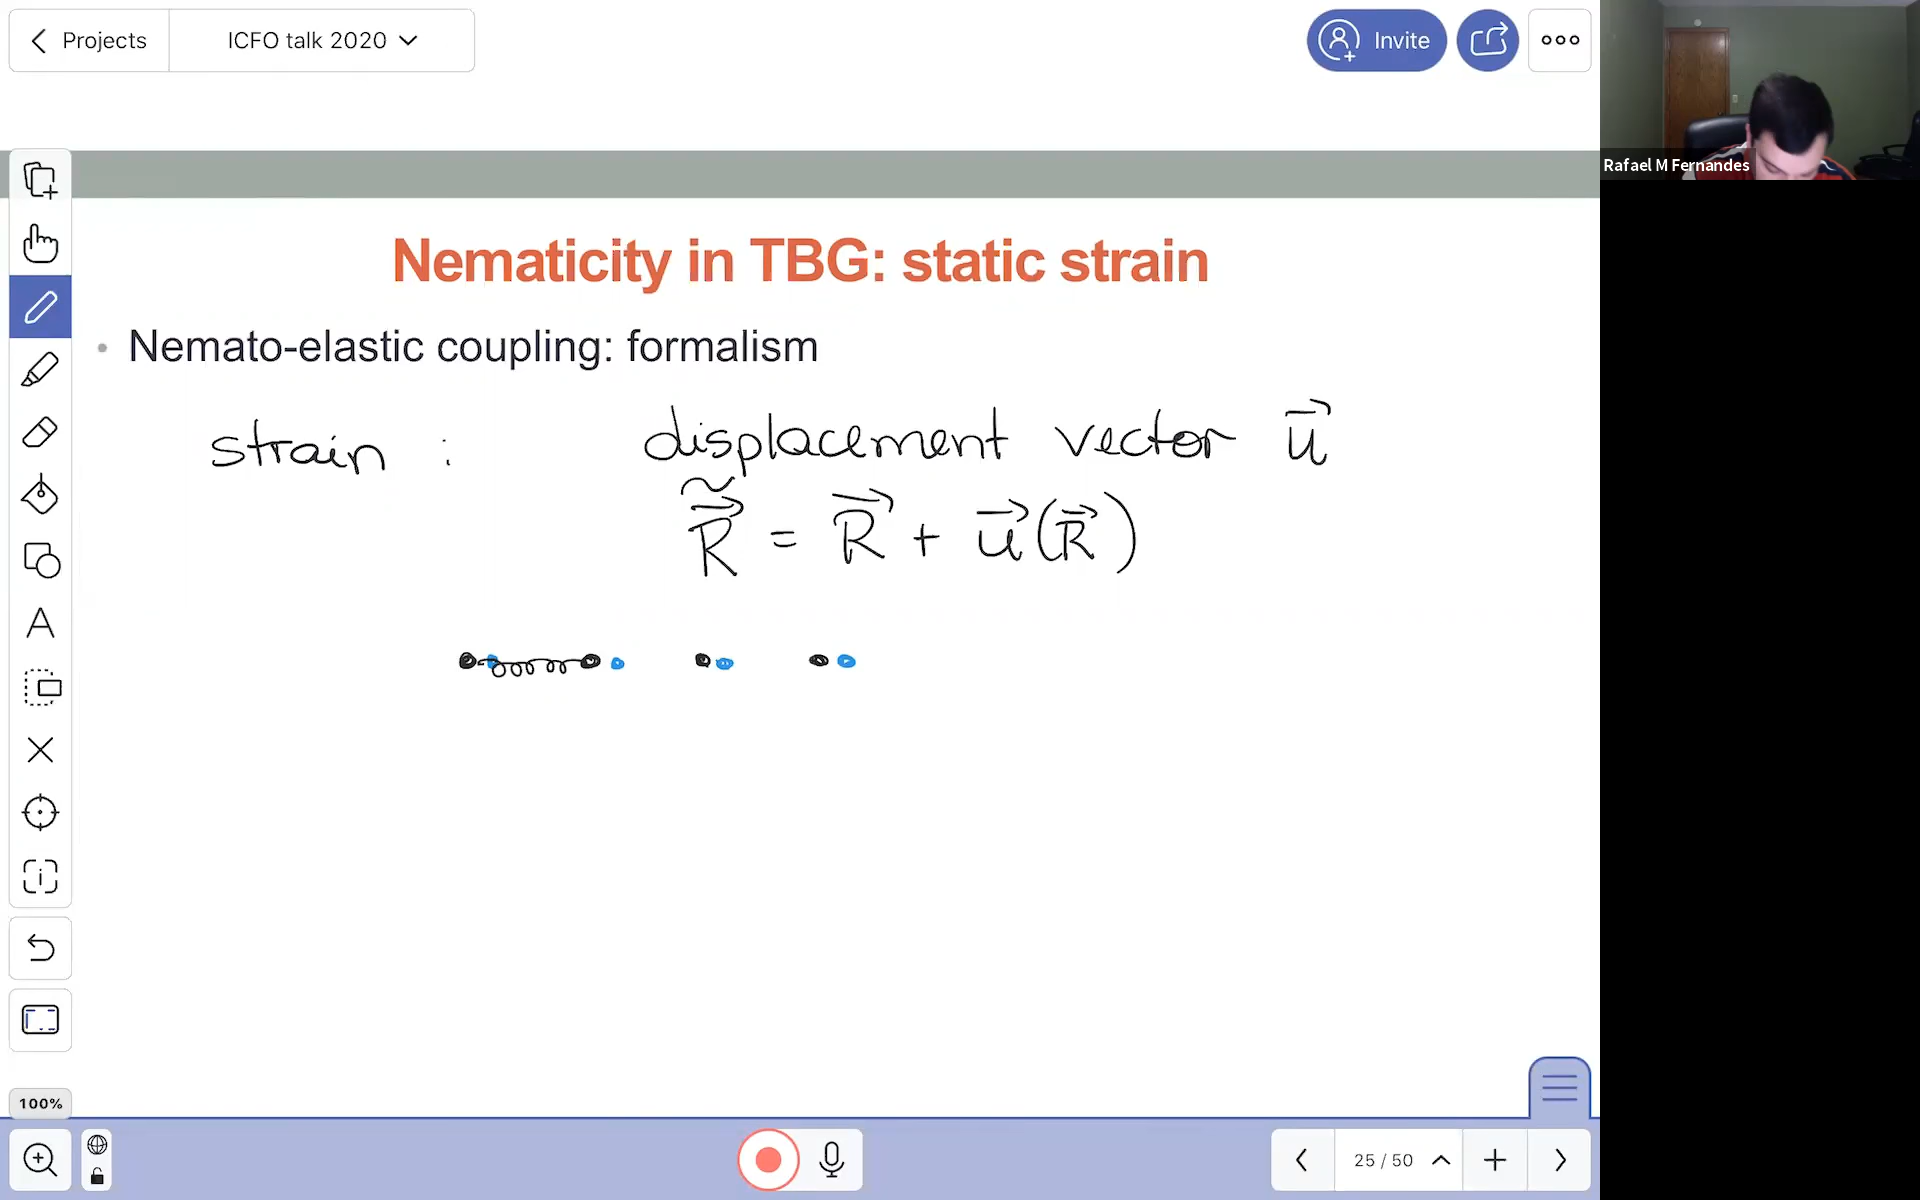 Projects
ICFO talk 2020
Invite
Rafael M Fernandes
Nematicity in TBG: static strain
• Nemato-elastic coupling: formalism
strain : displacement vector u⃗
R̃⃗ = R⃗ + u⃗(R⃗)
A
100%
25 / 50